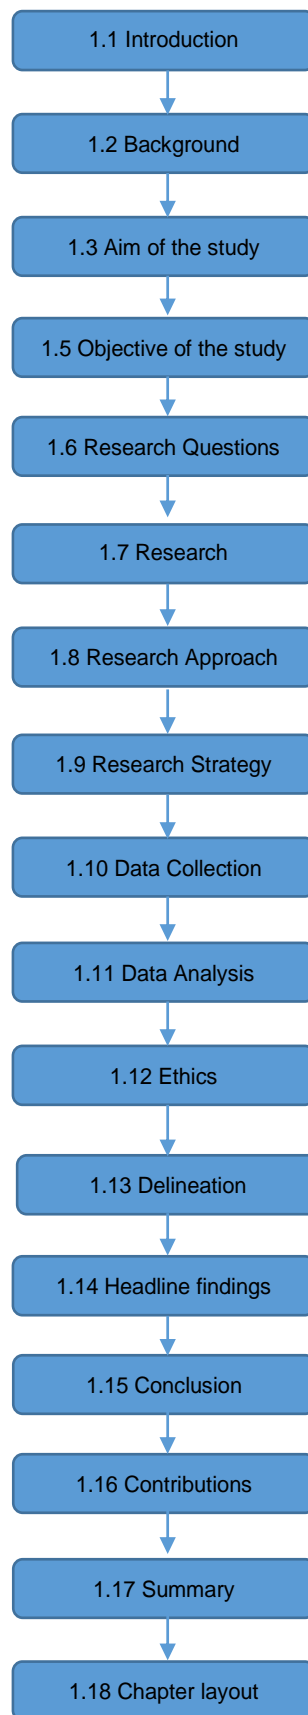 1.1 Introduction
1.2 Background
1.3 Aim of the study
1.5 Objective of the study
1.6 Research Questions
1.7 Research
1.8 Research Approach
1.9 Research Strategy
1.10 Data Collection
1.11 Data Analysis
1.12 Ethics
1.13 Delineation
1.14 Headline findings
1.15 Conclusion
1.16 Contributions
1.17 Summary
1.18 Chapter layout